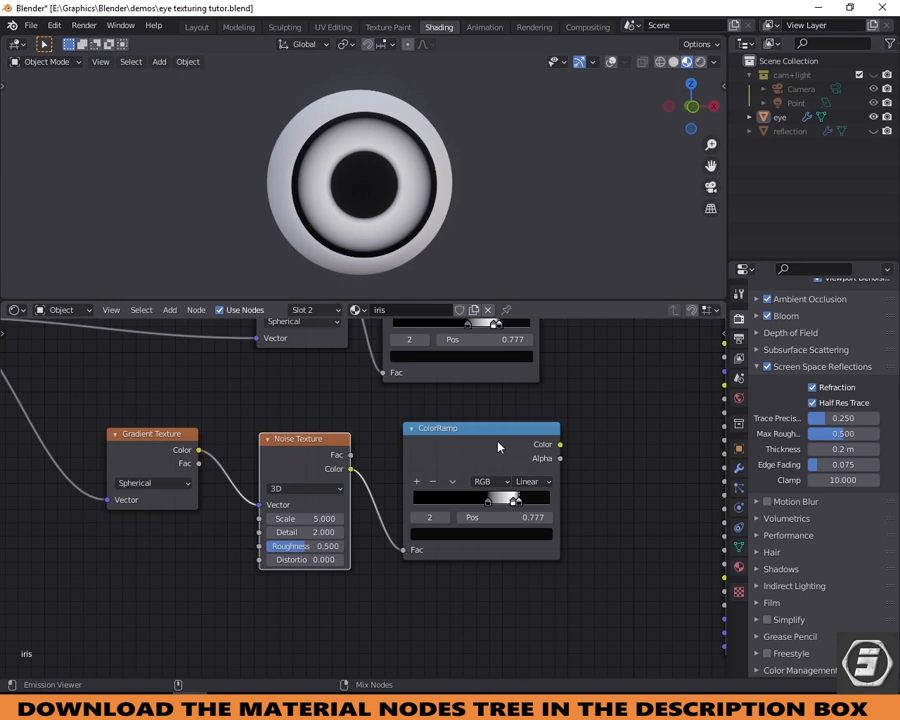 Blender* [E:\Graphics\Blender\demos\eye texturing tutor.blend]
File Edit Render Window Help Layout Modeling Sculpting UV Editing Texture Paint Shading Animation Rendering Compositing Scene View Layer
Global Options
Object Mode View Select Add Object
Scene Collection
cam+light
Camera
Point
eye
reflection
Z
X
Object View Select Add Node Use Nodes Slot 2 iris
Ambient Occlusion
Bloom
Depth of Field
Subsurface Scattering
Screen Space Reflections
Refraction
Half Res Trace
Trace Precis... 0.250
Max Rough... 0.500
Thickness 0.2 m
Edge Fading 0.075
Clamp 10.000
Motion Blur
Volumetrics
Performance
Hair
Shadows
Indirect Lighting
Film
Simplify
Grease Pencil
Freestyle
Color Management
Spherical
Vector
2 Pos 0.777
Fac
Gradient Texture
Color
Fac
Spherical
Vector
Noise Texture
Fac
Color
3D
Vector
Scale 5.000
Detail 2.000
Roughness 0.500
Distortio 0.000
ColorRamp
Color
Alpha
RGB Linear
2 Pos 0.777
Fac
iris
Emission Viewer Mix Nodes
DOWNLOAD THE MATERIAL NODES TREE IN THE DESCRIPTION BOX